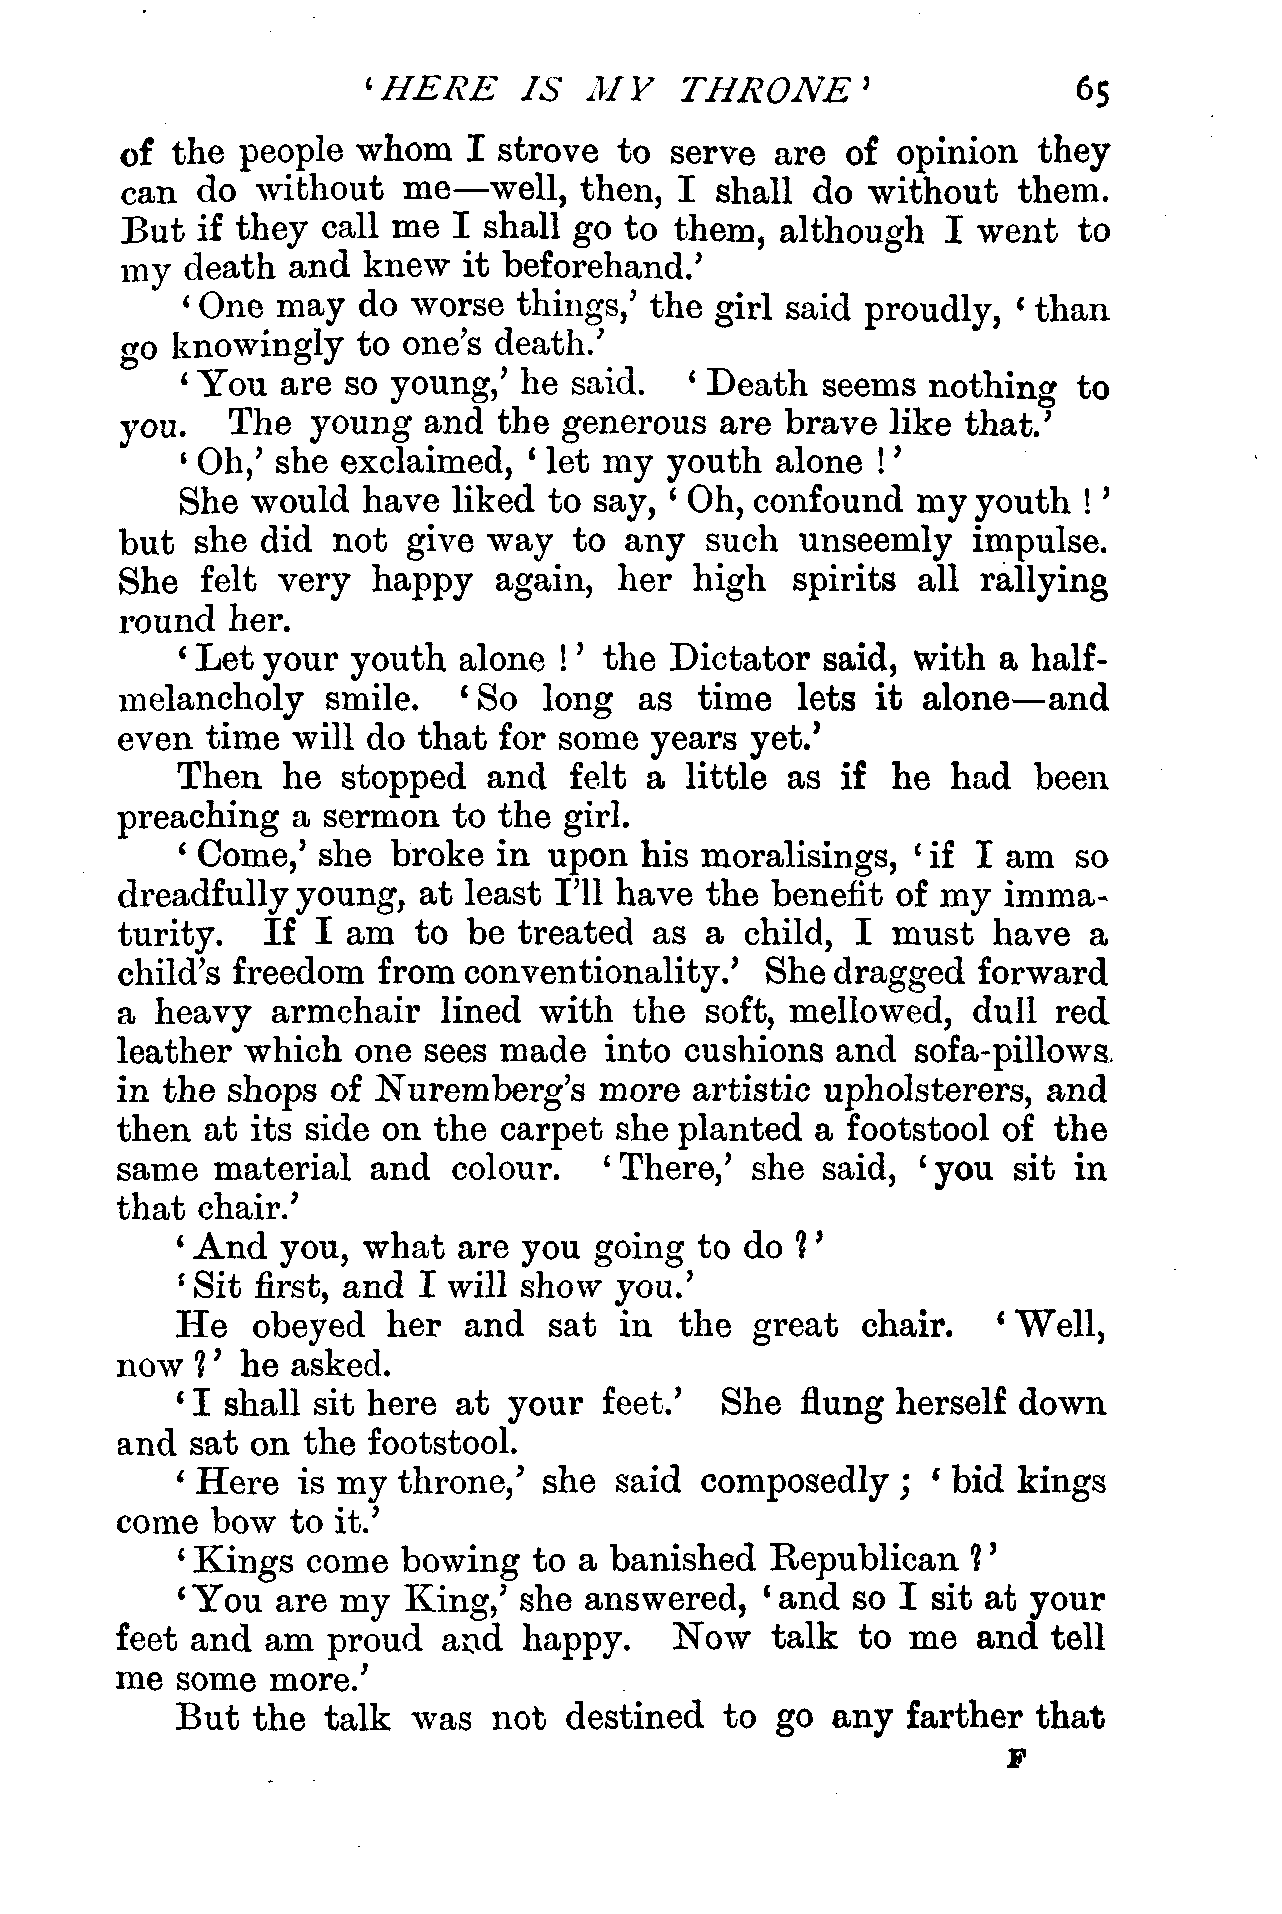 ‘HERE IS MY THRONE’ 65
of the people whom I strove to serve are of opinion they
can do without me—well, then, I shall do without them.
But if they call me I shall go to them, although I went to
my death and knew it beforehand.’
‘One may do worse things,’ the girl said proudly, ‘than
go knowingly to one’s death.’
‘You are so young,’ he said. ‘Death seems nothing to
you. The young and the generous are brave like that.’
‘Oh,’ she exclaimed, ‘let my youth alone!’
She would have liked to say, ‘Oh, confound my youth!’
but she did not give way to any such unseemly impulse.
She felt very happy again, her high spirits all rallying
round her.
‘Let your youth alone!’ the Dictator said, with a half-
melancholy smile. ‘So long as time lets it alone—and
even time will do that for some years yet.’
Then he stopped and felt a little as if he had been
preaching a sermon to the girl.
‘Come,’ she broke in upon his moralisings, ‘if I am so
dreadfully young, at least I’ll have the benefit of my imma-
turity. If I am to be treated as a child, I must have a
child’s freedom from conventionality.’ She dragged forward
a heavy armchair lined with the soft, mellowed, dull red
leather which one sees made into cushions and sofa-pillows
in the shops of Nuremberg’s more artistic upholsterers, and
then at its side on the carpet she planted a footstool of the
same material and colour. ‘There,’ she said, ‘you sit in
that chair.’
‘And you, what are you going to do?’
‘Sit first, and I will show you.’
He obeyed her and sat in the great chair. ‘Well,
now?’ he asked.
‘I shall sit here at your feet.’ She flung herself down
and sat on the footstool.
‘Here is my throne,’ she said composedly; ‘bid kings
come bow to it.’
‘Kings come bowing to a banished Republican?’
‘You are my King,’ she answered, ‘and so I sit at your
feet and am proud and happy. Now talk to me and tell
me some more.’
But the talk was not destined to go any farther that
F